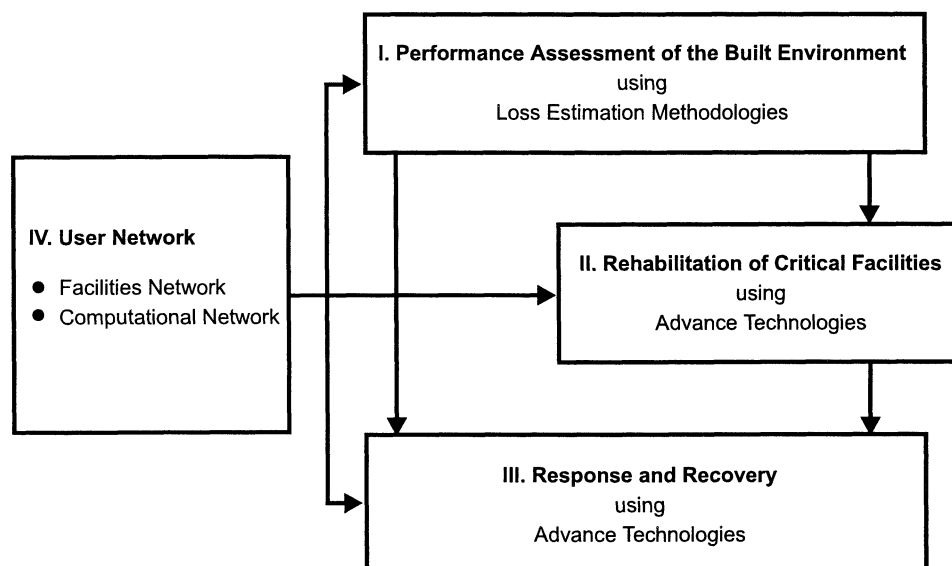 I. Performance Assessment of the Built Environment
using
Loss Estimation Methodologies
IV. User Network
● Facilities Network
● Computational Network
II. Rehabilitation of Critical Facilities
using
Advance Technologies
III. Response and Recovery
using
Advance Technologies